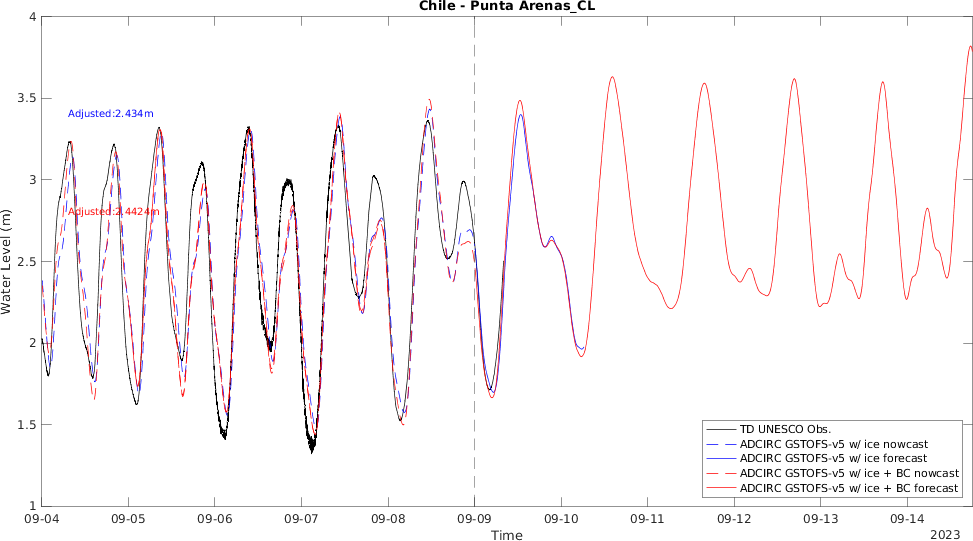 Chile - Punta Arenas_CL
4
3.5
3
2.5
2
1.5
1
Water Level (m)
Adjusted:2.434m
Adjusted:2.4424m
TD UNESCO Obs.
ADCIRC GSTOFS-v5 w/ ice nowcast
ADCIRC GSTOFS-v5 w/ ice forecast
ADCIRC GSTOFS-v5 w/ ice + BC nowcast
ADCIRC GSTOFS-v5 w/ ice + BC forecast
09-04 09-05 09-06 09-07 09-08 09-09 09-10 09-11 09-12 09-13 09-14
Time
2023